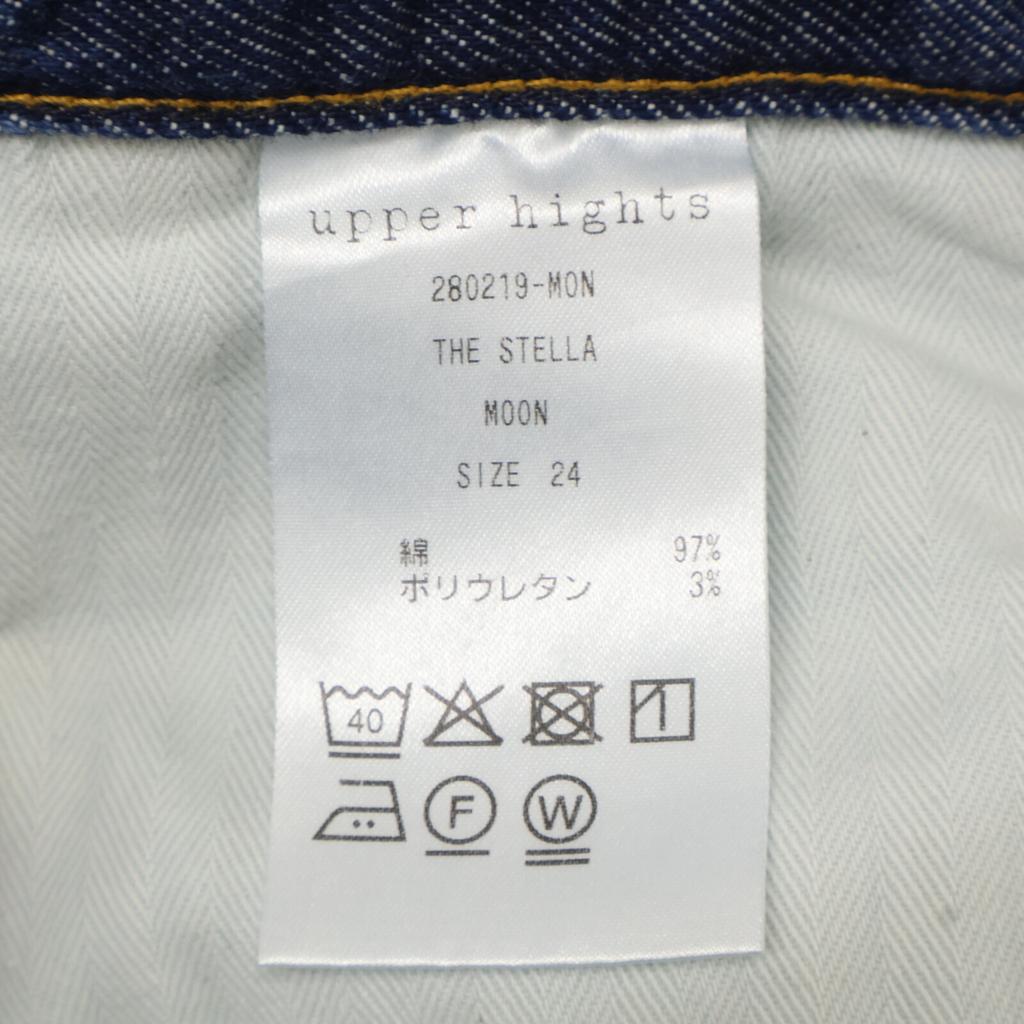 upper hights
280219-MON
THE STELLA
MOON
SIZE 24
綿 97%
ポリウレタン 3%
40
F
W